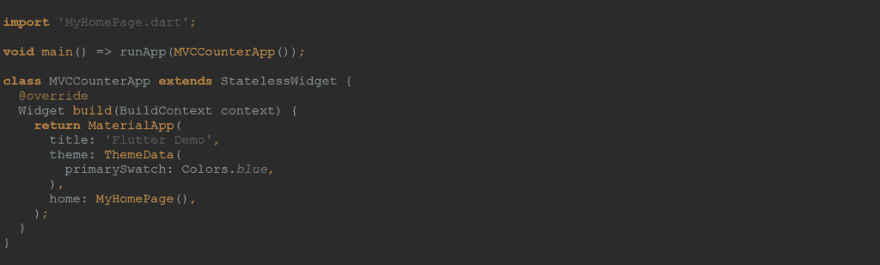 import 'MyHomePage.dart';
void main() => runApp(MVCCounterApp());
class MVCCounterApp extends StatelessWidget {
@override
Widget build(BuildContext context) {
return MaterialApp(
title: 'Flutter Demo',
theme: ThemeData(
primarySwatch: Colors.blue,
),
home: MyHomePage(),
);
}
}